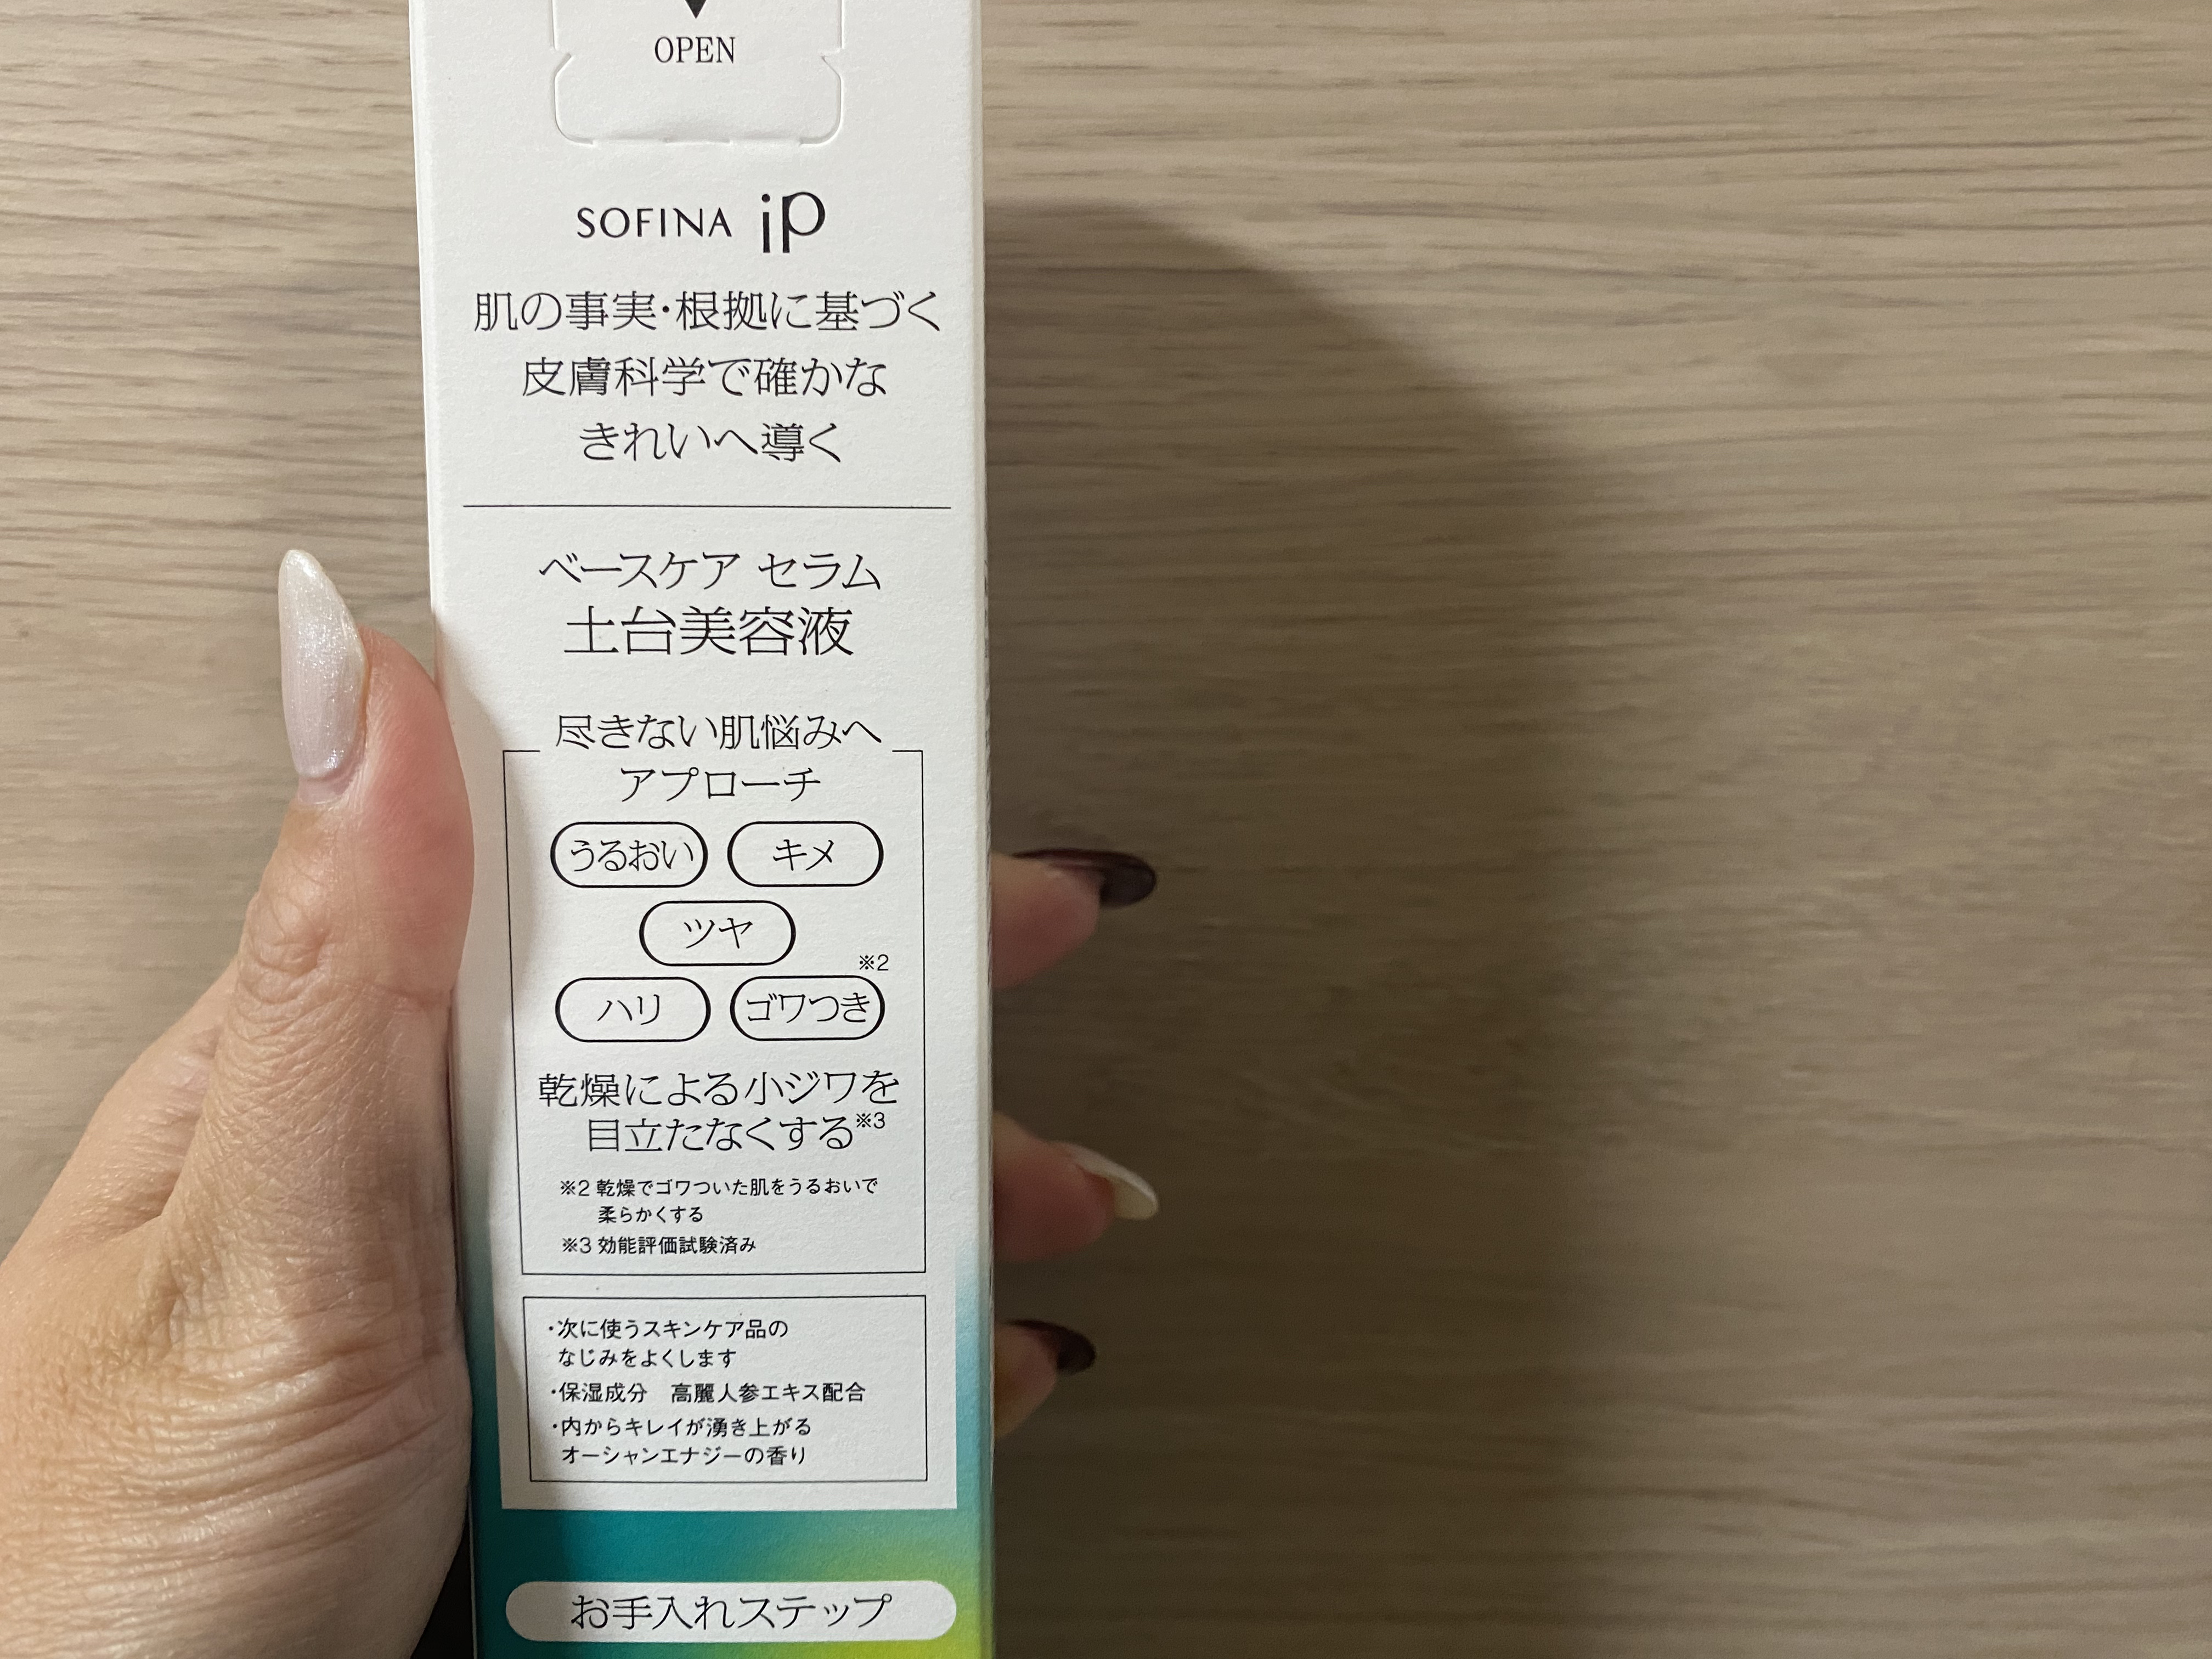 OPEN
SOFINA iP
肌の事実・根拠に基づく
皮膚科学で確かな
きれいへ導く
ベースケア セラム
土台美容液
尽きない肌悩みへ
アプローチ
うるおい キメ
ツヤ
※2
ハリ ゴワつき
乾燥による小ジワを
目立たなくする※3
※2 乾燥でゴワついた肌をうるおいで
柔らかくする
※3 効能評価試験済み
・次に使うスキンケア品の
なじみをよくします
・保湿成分 高麗人参エキス配合
・内からキレイが湧き上がる
オーシャンエナジーの香り
お手入れステップ